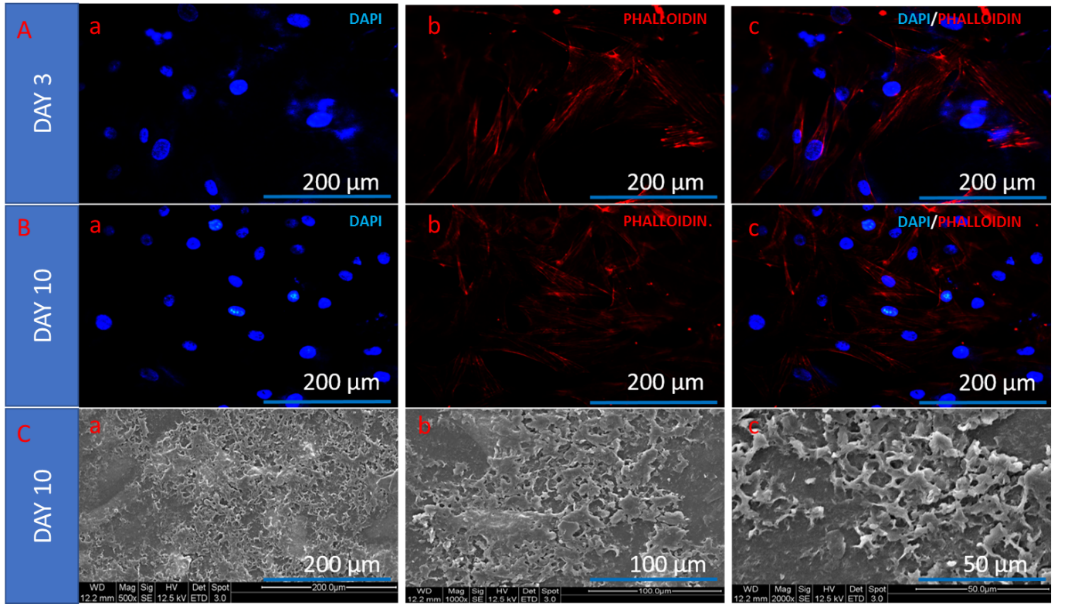 A
DAY 3
a
DAPI
200 µm
b
PHALLOIDIN
200 µm
c
DAPI/PHALLOIDIN
200 µm
B
DAY 10
a
DAPI
200 µm
b
PHALLOIDIN
200 µm
c
DAPI/PHALLOIDIN
200 µm
C
DAY 10
a
200 µm
WD Mag Sig HV Det Spot
12.2 mm 500x SE 12.5 kV ETD 3.0
200.0µm
b
100 µm
WD Mag Sig HV Det Spot
12.2 mm 1000x SE 12.5 kV ETD 3.0
100.0µm
c
50 µm
WD Mag Sig HV Det Spot
12.2 mm 2000x SE 12.5 kV ETD 3.0
50.0µm